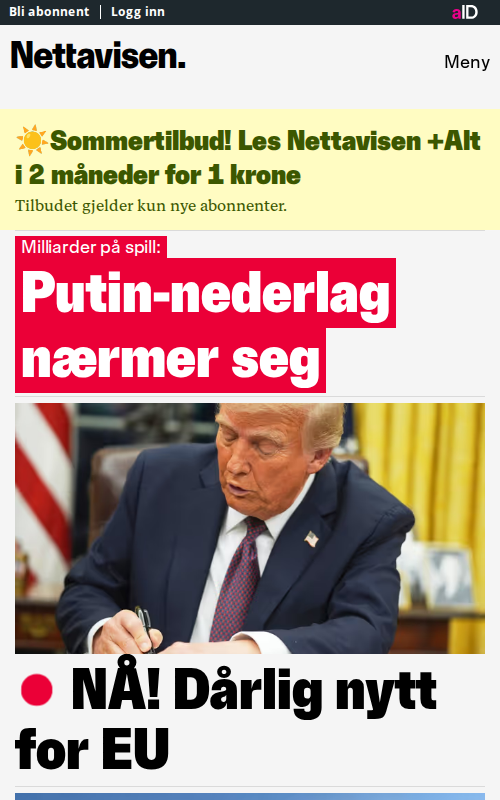 Bli abonnent | Logg inn
aID
Nettavisen.
Meny
☀️Sommertilbud! Les Nettavisen +Alt
i 2 måneder for 1 krone
Tilbudet gjelder kun nye abonnenter.
Milliarder på spill:
Putin-nederlag
nærmer seg
NÅ! Dårlig nytt
for EU